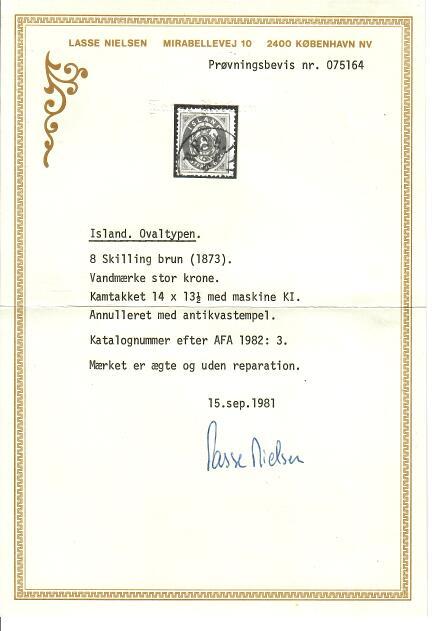 LASSE NIELSEN MIRABELLEVEJ 10 2400 KØBENHAVN NV
Prøvningsbevis nr. 075164
ISLAND
Island. Ovaltypen.
8 Skilling brun (1873).
Vandmærke stor krone.
Kamtakket 14 x 13½ med maskine KI.
Annulleret med antikvastempel.
Katalognummer efter AFA 1982: 3.
Mærket er ægte og uden reparation.
15.sep.1981
Lasse Nielsen